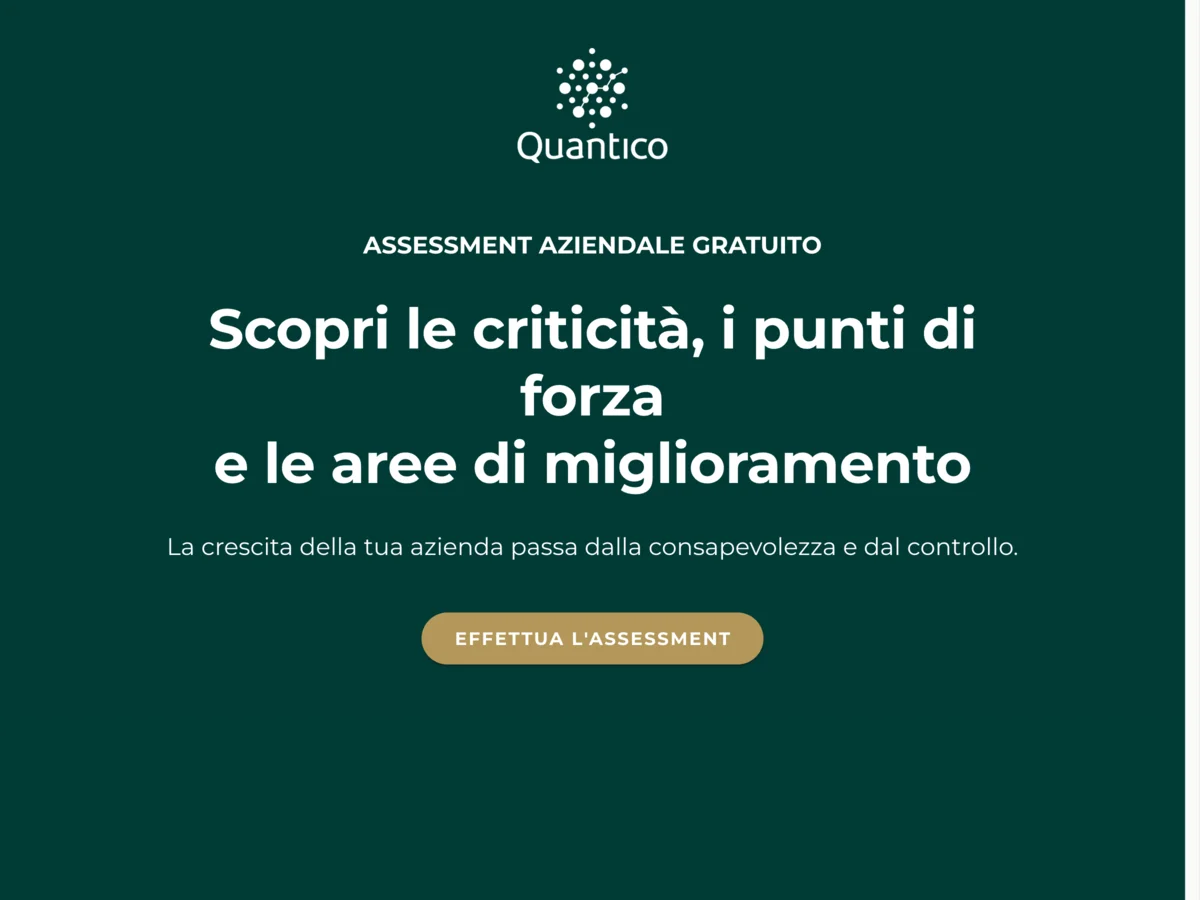 Quantico
ASSESSMENT AZIENDALE GRATUITO
Scopri le criticità, i punti di
forza
e le aree di miglioramento
La crescita della tua azienda passa dalla consapevolezza e dal controllo.
EFFETTUA L'ASSESSMENT